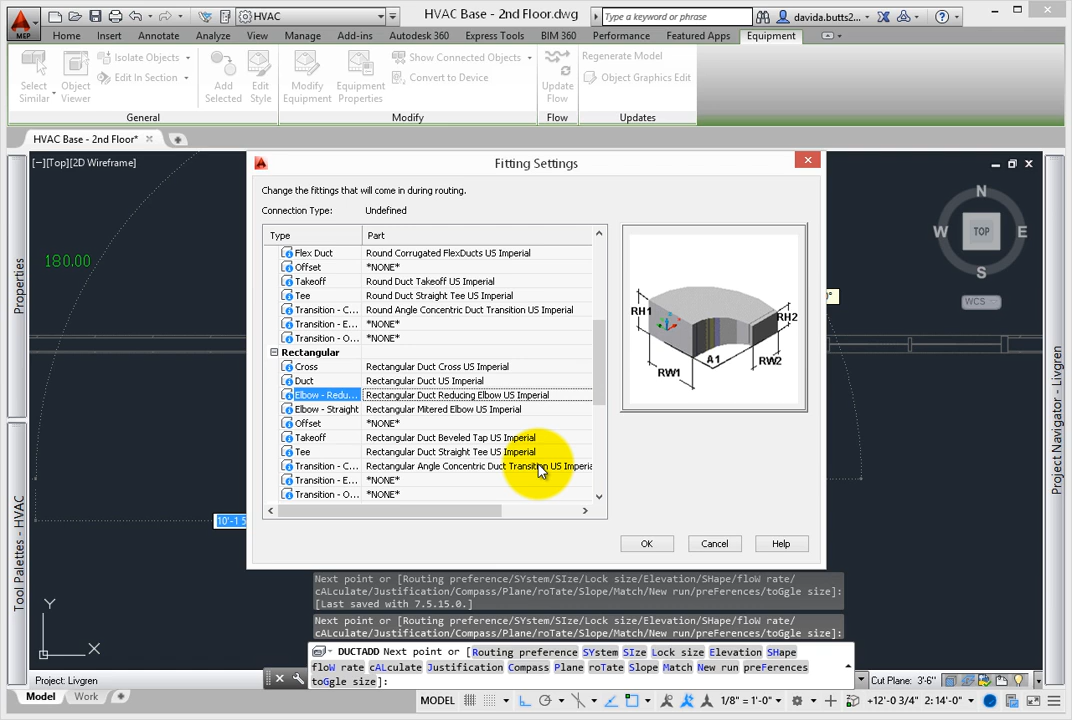 HVAC
HVAC Base - 2nd Floor.dwg
Type a keyword or phrase
davida.butts2...
MEP
Home Insert Annotate Analyze View Manage Add-ins Autodesk 360 Express Tools BIM 360 Performance Featured Apps Equipment
Select Similar
Object Viewer
Isolate Objects
Edit In Section
Add Selected
Edit Style
Modify Equipment
Equipment Properties
Show Connected Objects
Convert to Device
Update Flow
Regenerate Model
Object Graphics Edit
General Modify Flow Updates
HVAC Base - 2nd Floor*
[−][Top][2D Wireframe]
Fitting Settings
Change the fittings that will come in during routing.
Connection Type: Undefined
Type Part
Flex Duct Round Corrugated FlexDucts US Imperial
Offset *NONE*
Takeoff Round Duct Takeoff US Imperial
Tee Round Duct Straight Tee US Imperial
Transition - C... Round Angle Concentric Duct Transition US Imperial
Transition - E... *NONE*
Transition - O... *NONE*
Rectangular
Cross Rectangular Duct Cross US Imperial
Duct Rectangular Duct US Imperial
Elbow - Redu... Rectangular Duct Reducing Elbow US Imperial
Elbow - Straight Rectangular Mitered Elbow US Imperial
Offset *NONE*
Takeoff Rectangular Duct Beveled Tap US Imperial
Tee Rectangular Duct Straight Tee US Imperial
Transition - C... Rectangular Angle Concentric Duct Transition US Imperia
Transition - E... *NONE*
Transition - O... *NONE*
RH1
RH2
A1
RW1
RW2
OK Cancel Help
Properties
Tool Palettes - HVAC
180.00
10'-1 5
0°
N
W TOP E
S
WCS
Project Navigator - Livgren
Y
X
Next point or [Routing preference/SYstem/SIze/Lock size/Elevation/SHape/floW rate/
cALculate/Justification/Compass/Plane/roTate/Slope/Match/New run/preFerences/toGgle size]:
[Last saved with 7.5.15.0.]
Next point or [Routing preference/SYstem/SIze/Lock size/Elevation/SHape/floW rate/
cALculate/Justification/Compass/Plane/roTate/Slope/Match/New run/preFerences/toGgle size]:
DUCTADD Next point or [Routing preference SYstem SIze Lock size Elevation SHape
floW rate cALculate Justification Compass Plane roTate Slope Match New run preFerences
toGgle size]:
Project: Livgren
Cut Plane: 3'-6"
Model Work
MODEL
1/8" = 1'-0"
+12'-0 3/4" 2: 14'-0"